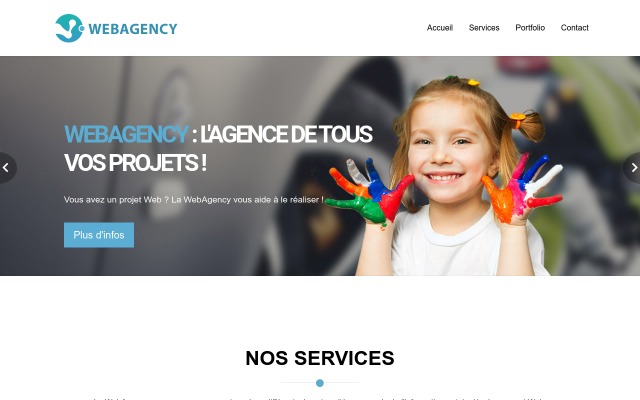 WEBAGENCY
Accueil Services Portfolio Contact
WEBAGENCY : L'AGENCE DE TOUS
VOS PROJETS !
Vous avez un projet Web ? La WebAgency vous aide à le réaliser !
Plus d'infos
NOS SERVICES